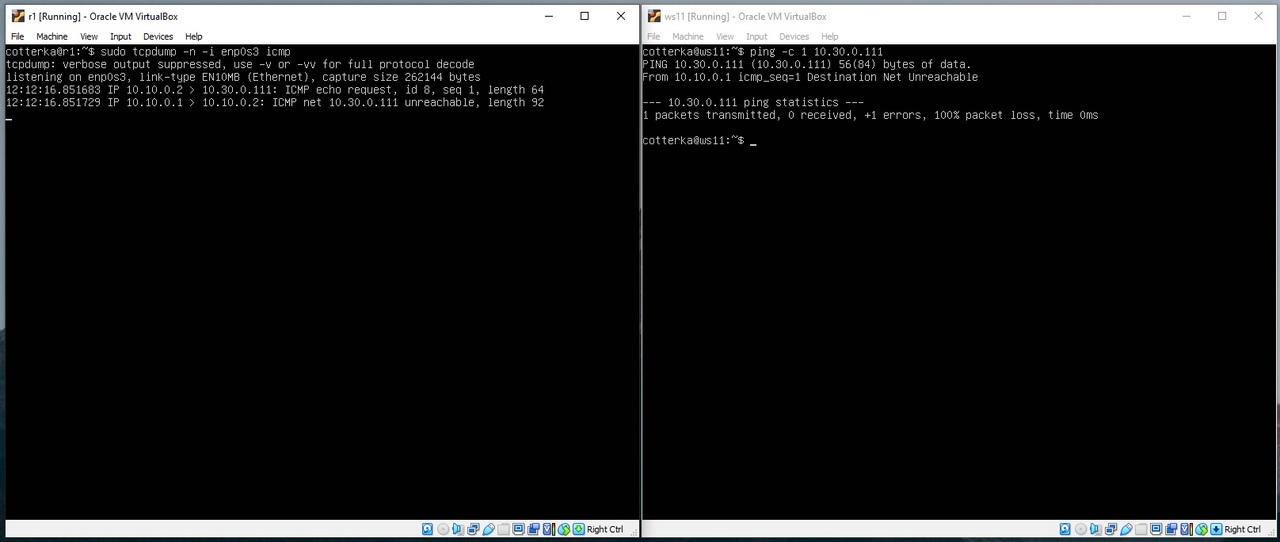 r1 [Running] - Oracle VM VirtualBox
File Machine View Input Devices Help
cotterka@r1:~$ sudo tcpdump -n -i enp0s3 icmp
tcpdump: verbose output suppressed, use -v or -vv for full protocol decode
listening on enp0s3, link-type EN10MB (Ethernet), capture size 262144 bytes
12:12:16.851683 IP 10.10.0.2 > 10.30.0.111: ICMP echo request, id 8, seq 1, length 64
12:12:16.851729 IP 10.10.0.1 > 10.10.0.2: ICMP net 10.30.0.111 unreachable, length 92
Right Ctrl
ws11 [Running] - Oracle VM VirtualBox
File Machine View Input Devices Help
cotterka@ws11:~$ ping -c 1 10.30.0.111
PING 10.30.0.111 (10.30.0.111) 56(84) bytes of data.
From 10.10.0.1 icmp_seq=1 Destination Net Unreachable
--- 10.30.0.111 ping statistics ---
1 packets transmitted, 0 received, +1 errors, 100% packet loss, time 0ms
cotterka@ws11:~$ _
Right Ctrl